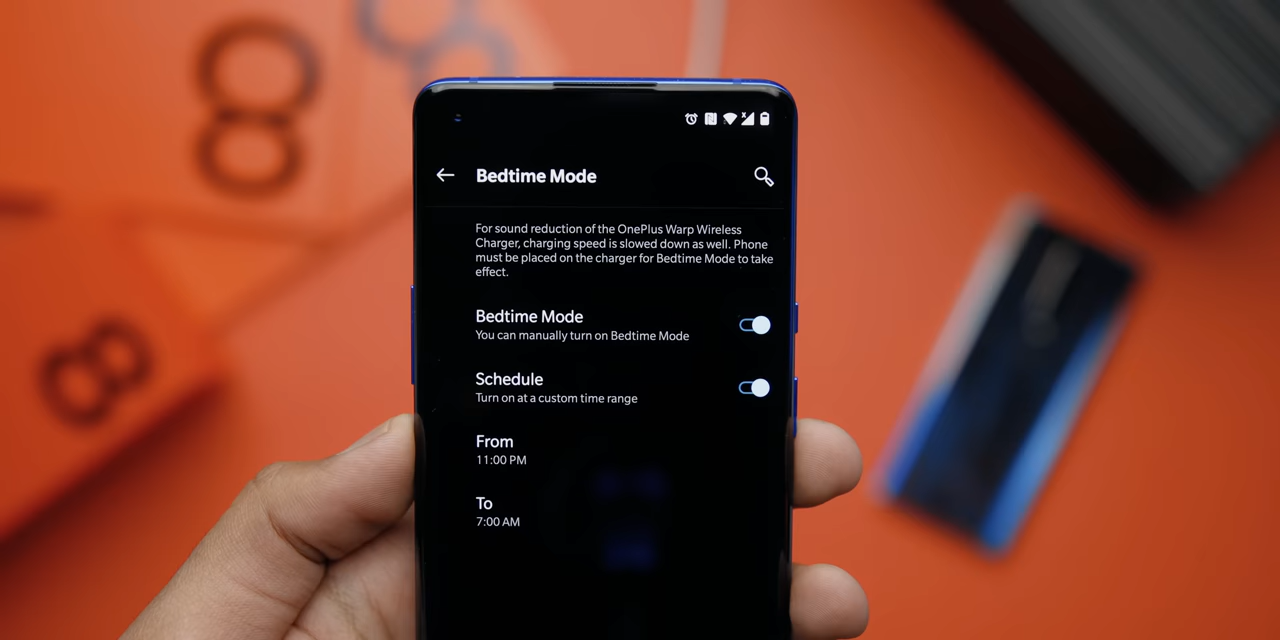 8
8
Bedtime Mode
For sound reduction of the OnePlus Warp Wireless
Charger, charging speed is slowed down as well. Phone
must be placed on the charger for Bedtime Mode to take
effect.
Bedtime Mode
You can manually turn on Bedtime Mode
Schedule
Turn on at a custom time range
From
11:00 PM
To
7:00 AM